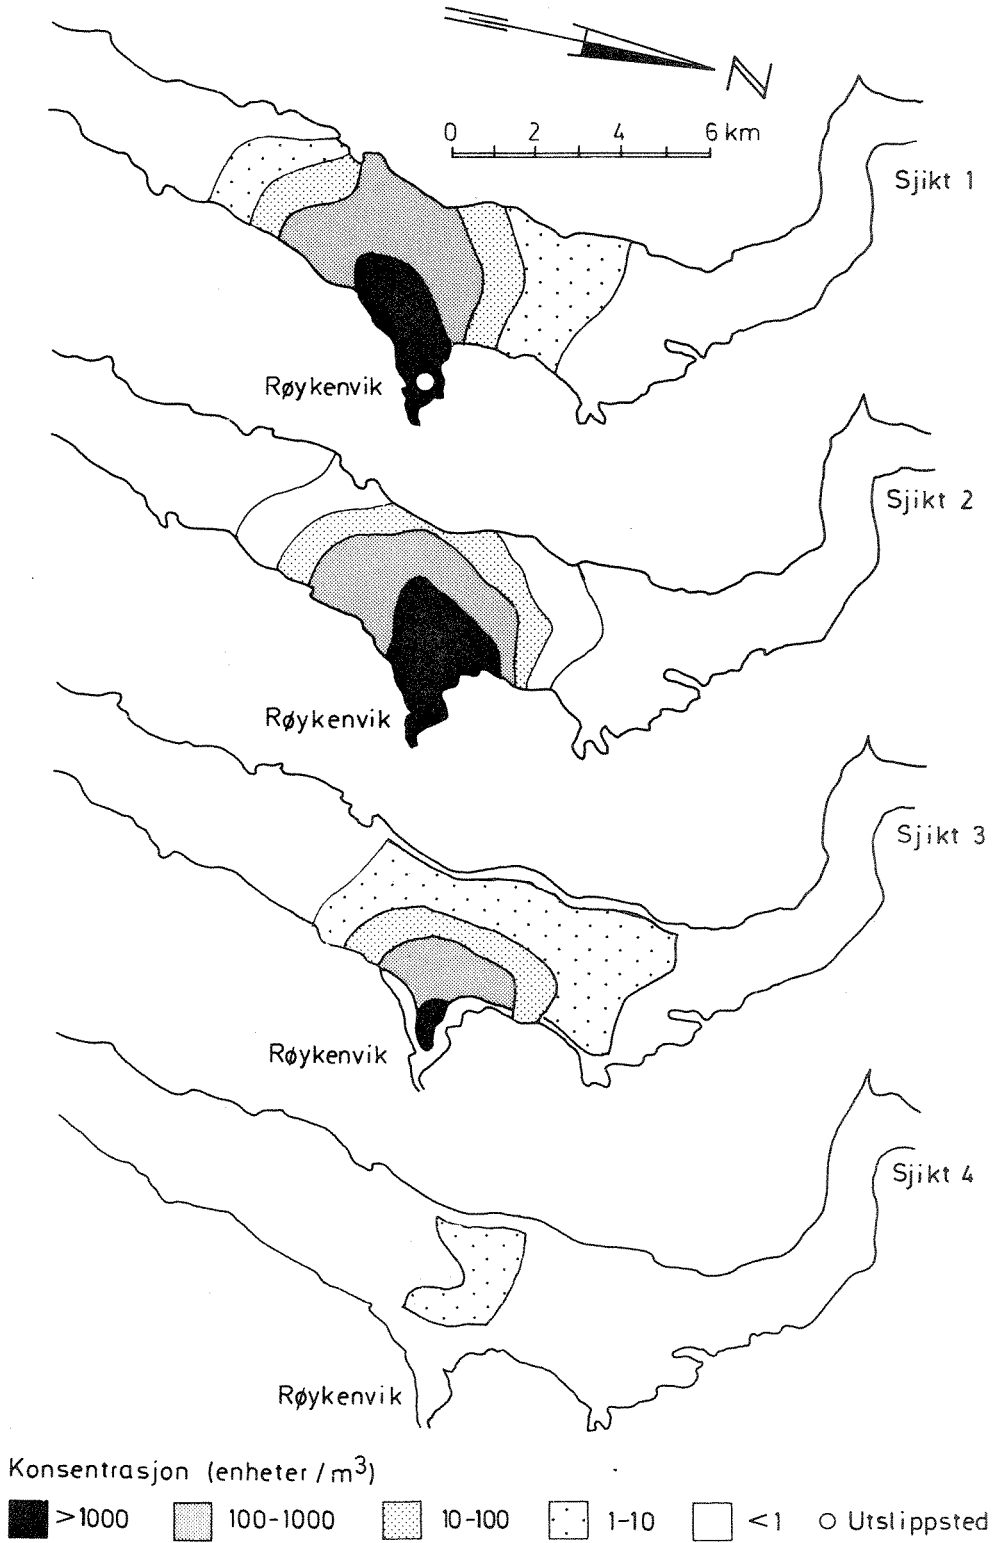 N
0 2 4 6 km
Sjikt 1
Røykenvik
Sjikt 2
Røykenvik
Sjikt 3
Røykenvik
Sjikt 4
Røykenvik
Konsentrasjon (enheter/m³)
>1000 100-1000 10-100 1-10 <1 Utslippsted